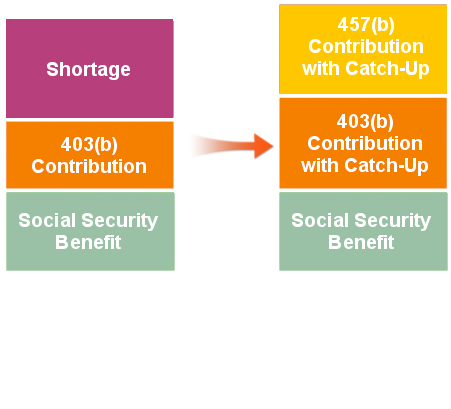 Shortage
403(b)
Contribution
Social Security
Benefit
457(b)
Contribution
with Catch-Up
403(b)
Contribution
with Catch-Up
Social Security
Benefit